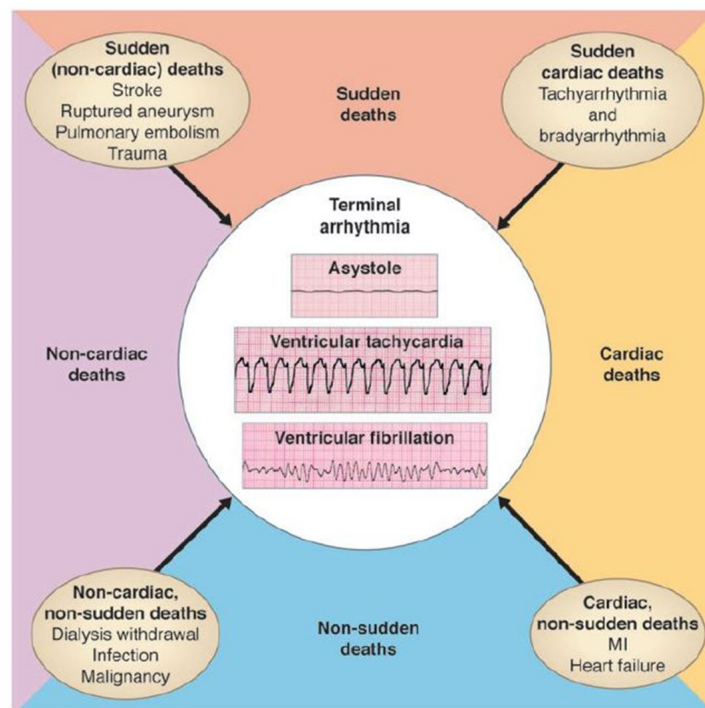 Sudden
(non-cardiac) deaths
Stroke
Ruptured aneurysm
Pulmonary embolism
Trauma
Sudden
deaths
Sudden
cardiac deaths
Tachyarrhythmia
and
bradyarrhythmia
Terminal
arrhythmia
Asystole
Ventricular tachycardia
Ventricular fibrillation
Non-cardiac
deaths
Cardiac
deaths
Non-cardiac,
non-sudden deaths
Dialysis withdrawal
Infection
Malignancy
Non-sudden
deaths
Cardiac,
non-sudden deaths
MI
Heart failure